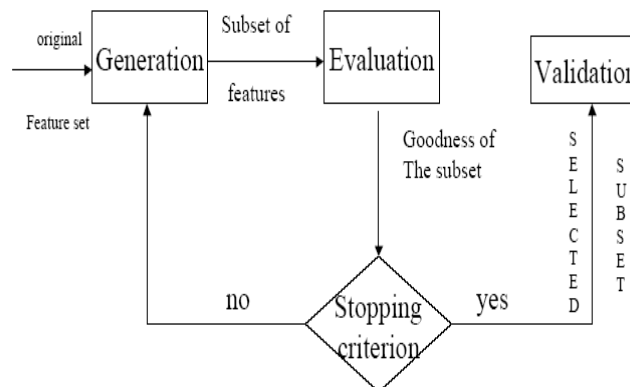 original
Feature set
Generation
Subset of
features
Evaluation
Goodness of
The subset
Stopping
criterion
no
yes
SELECTED
SUBSET
Validation